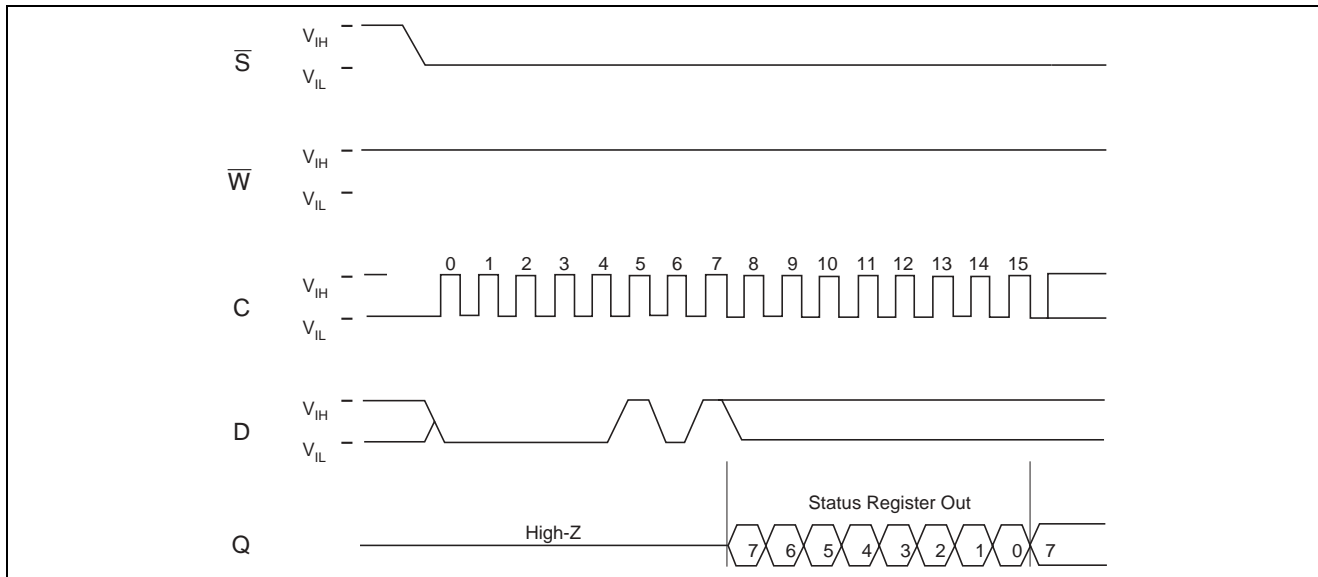 S̅
V_IH
V_IL
W̅
V_IH
V_IL
0 1 2 3 4 5 6 7 8 9 10 11 12 13 14 15
C
V_IH
V_IL
D
V_IH
V_IL
Status Register Out
High-Z
Q
7 6 5 4 3 2 1 0 7